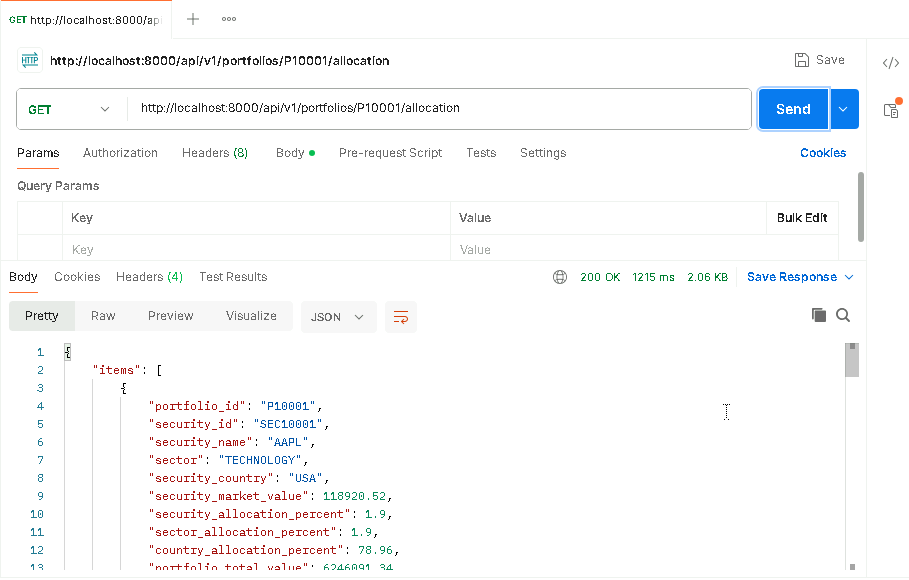 GET http://localhost:8000/api
HTTP http://localhost:8000/api/v1/portfolios/P10001/allocation
Save
GET http://localhost:8000/api/v1/portfolios/P10001/allocation
Send
Params Authorization Headers (8) Body Pre-request Script Tests Settings Cookies
Query Params
Key Value Bulk Edit
Key Value
Body Cookies Headers (4) Test Results 200 OK 1215 ms 2.06 KB Save Response
Pretty Raw Preview Visualize JSON
1 {
2 "items": [
3 {
4 "portfolio_id": "P10001",
5 "security_id": "SEC10001",
6 "security_name": "AAPL",
7 "sector": "TECHNOLOGY",
8 "security_country": "USA",
9 "security_market_value": 118920.52,
10 "security_allocation_percent": 1.9,
11 "sector_allocation_percent": 1.9,
12 "country_allocation_percent": 78.96,
13 "portfolio_total_value": 6246091.34